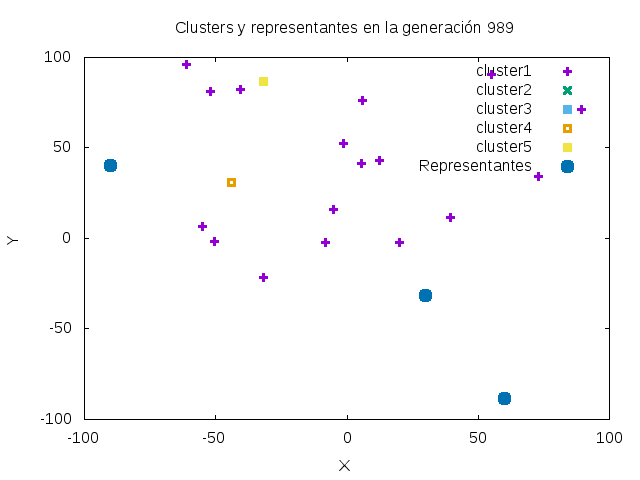 Clusters y representantes en la generación 989
100
50
0
-50
-100
-100
-50
0
50
100
Y
X
cluster1
cluster2
cluster3
cluster4
cluster5
Representantes